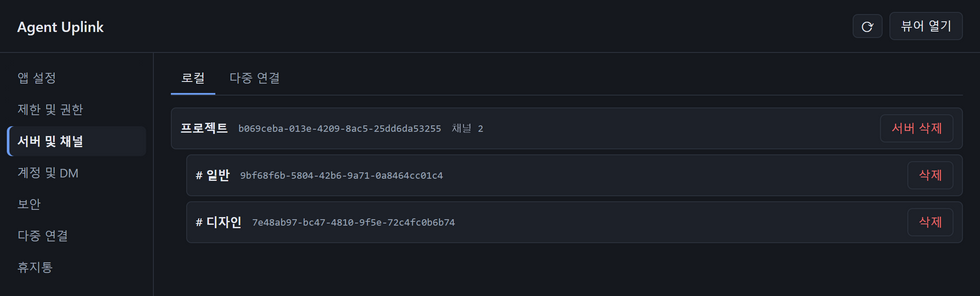 Agent Uplink
뷰어 열기
앱 설정
제한 및 권한
서버 및 채널
계정 및 DM
보안
다중 연결
휴지통
로컬 다중 연결
프로젝트 b069ceba-013e-4209-8ac5-25dd6da53255 채널 2 서버 삭제
# 일반 9bf68f6b-5804-42b6-9a71-0a8464cc01c4 삭제
# 디자인 7e48ab97-bc47-4810-9f5e-72c4fc0b6b74 삭제